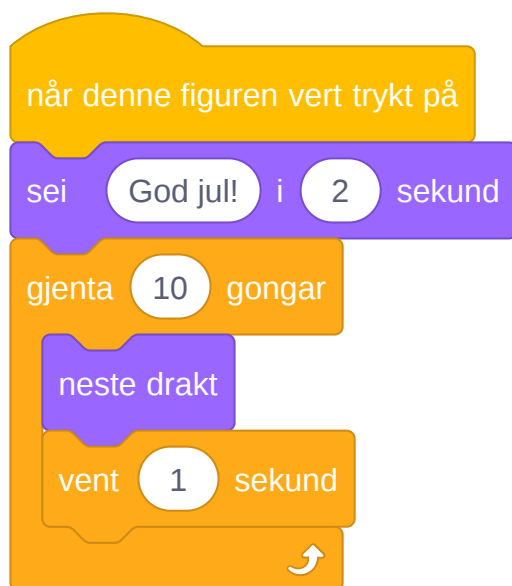 når denne figuren vert trykt på
sei God jul! i 2 sekund
gjenta 10 gongar
neste drakt
vent 1 sekund